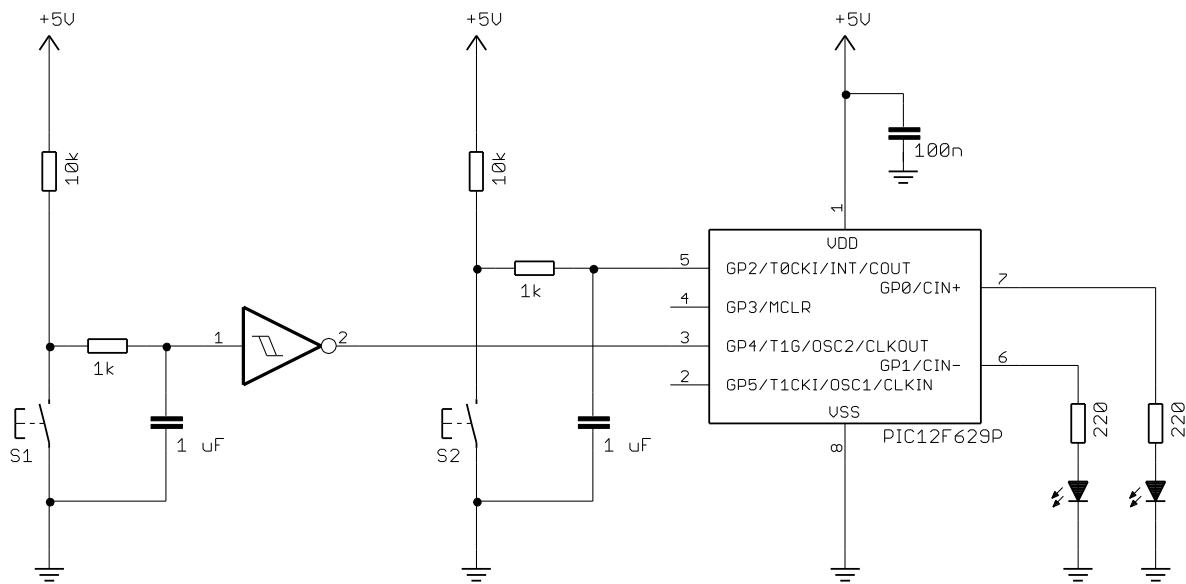 +5V
+5V
+5V
10k
10k
100n
1
VDD
5
GP2/T0CKI/INT/COUT
GP0/CIN+
7
1k
4
GP3/MCLR
1
2
3
GP4/T1G/OSC2/CLKOUT
GP1/CIN-
6
1k
2
GP5/T1CKI/OSC1/CLKIN
VSS
220
220
PIC12F629P
S1
1 uF
S2
1 uF
8